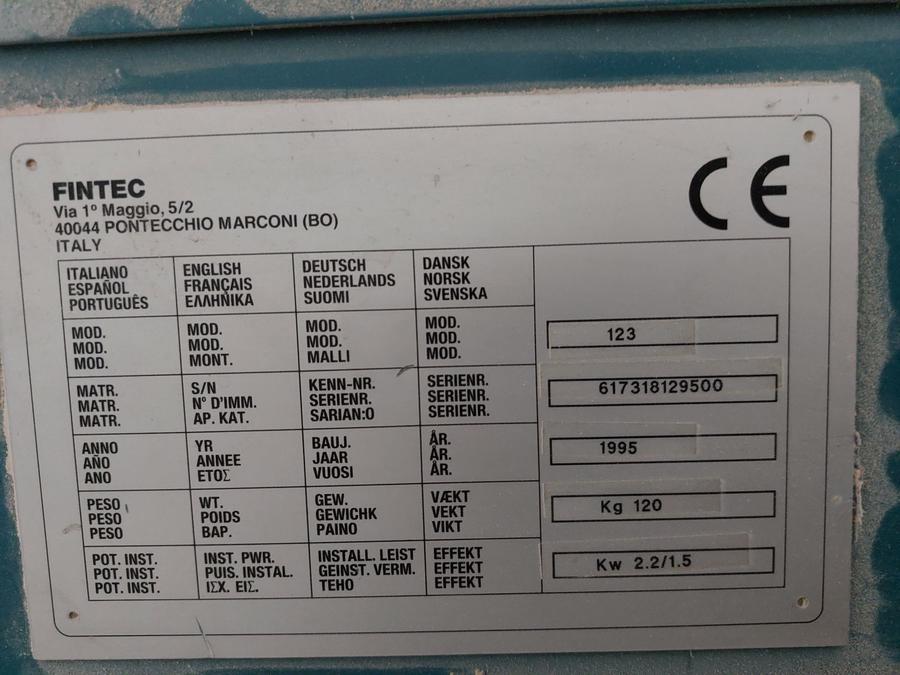 FINTEC
Via 1º Maggio, 5/2
40044 PONTECCHIO MARCONI (BO)
ITALY
CE
ITALIANO ENGLISH DEUTSCH DANSK
ESPAÑOL FRANÇAIS NEDERLANDS NORSK
PORTUGUÊS ΕΛΛΗΝΙΚΑ SUOMI SVENSKA
MOD. MOD. MOD. MOD.
MOD. MOD. MOD. MOD. 123
MOD. MONT. MALLI MOD.
MATR. S/N KENN-NR. SERIENR.
MATR. N° D'IMM. SERIENR. SERIENR. 617318129500
MATR. AP. KAT. SARIAN:O SERIENR.
ANNO YR BAUJ. ÅR.
AÑO ANNEE JAAR ÅR. 1995
ANO ΕΤΟΣ VUOSI ÅR.
PESO WT. GEW. VÆKT
PESO POIDS GEWICHK VEKT Kg 120
PESO BAP. PAINO VIKT
POT. INST. INST. PWR. INSTALL. LEIST EFFEKT
POT. INST. PUIS. INSTAL. GEINST. VERM. EFFEKT Kw 2.2/1.5
POT. INST. ΙΣΧ. ΕΙΣ. TEHO EFFEKT